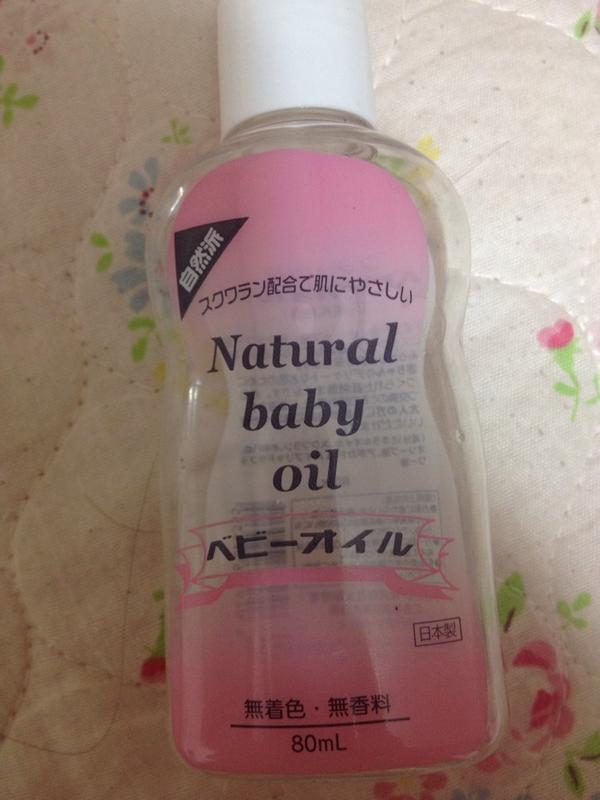 自然派
スクワラン配合で肌にやさしい
Natural
baby
oil
ベビーオイル
日本製
無着色・無香料
80mL